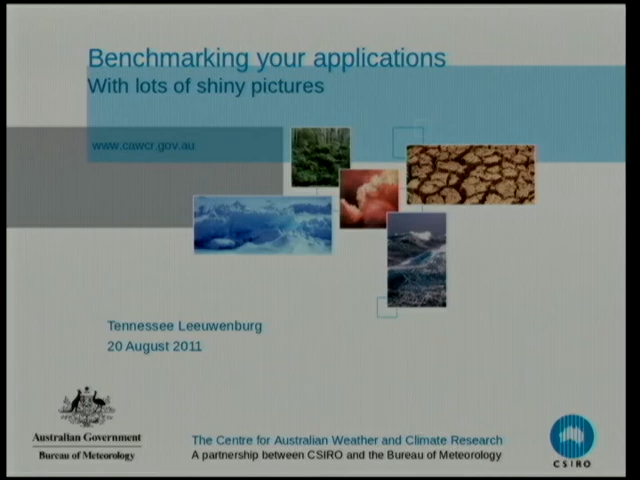 Benchmarking your applications
With lots of shiny pictures
www.cawcr.gov.au
Tennessee Leeuwenburg
20 August 2011
Australian Government
Bureau of Meteorology
The Centre for Australian Weather and Climate Research
A partnership between CSIRO and the Bureau of Meteorology
CSIRO